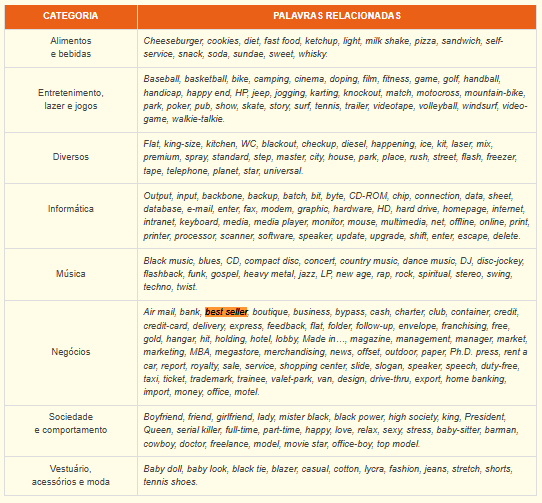 CATEGORIA PALAVRAS RELACIONADAS
Alimentos
e bebidas
Cheeseburger, cookies, diet, fast food, ketchup, light, milk shake, pizza, sandwich, self-
service, snack, soda, sundae, sweet, whisky.
Entretenimento,
lazer e jogos
Baseball, basketball, bike, camping, cinema, doping, film, fitness, game, golf, handball,
handicap, happy end, HP, jeep, jogging, karting, knockout, match, motocross, mountain-bike,
park, poker, pub, show, skate, story, surf, tennis, trailer, videotape, volleyball, windsurf, video-
game, walkie-talkie.
Diversos
Flat, king-size, kitchen, WC, blackout, checkup, diesel, happening, ice, kit, laser, mix,
premium, spray, standard, step, master, city, house, park, place, rush, street, flash, freezer,
tape, telephone, planet, star, universal.
Informática
Output, input, backbone, backup, batch, bit, byte, CD-ROM, chip, connection, data, sheet,
database, e-mail, enter, fax, modem, graphic, hardware, HD, hard drive, homepage, internet,
intranet, keyboard, media, media player, monitor, mouse, multimedia, net, offline, online, print,
printer, processor, scanner, software, speaker, update, upgrade, shift, enter, escape, delete.
Música
Black music, blues, CD, compact disc, concert, country music, dance music, DJ, disc-jockey,
flashback, funk, gospel, heavy metal, jazz, LP, new age, rap, rock, spiritual, stereo, swing,
techno, twist.
Negócios
Air mail, bank, best seller, boutique, business, bypass, cash, charter, club, container, credit,
credit-card, delivery, express, feedback, flat, folder, follow-up, envelope, franchising, free,
gold, hangar, hit, holding, hotel, lobby, Made in…, magazine, management, manager, market,
marketing, MBA, megastore, merchandising, news, offset, outdoor, paper, Ph.D. press, rent a
car, report, royalty, sale, service, shopping center, slide, slogan, speaker, speech, duty-free,
taxi, ticket, trademark, trainee, valet-park, van, design, drive-thru, export, home banking,
import, money, office, motel.
Sociedade
e comportamento
Boyfriend, friend, girlfriend, lady, mister black, black power, high society, king, President,
Queen, serial killer, full-time, part-time, happy, love, relax, sexy, stress, baby-sitter, barman,
cowboy, doctor, freelance, model, movie star, office-boy, top model.
Vestuário,
acessórios e moda
Baby doll, baby look, black tie, blazer, casual, cotton, lycra, fashion, jeans, stretch, shorts,
tennis shoes.